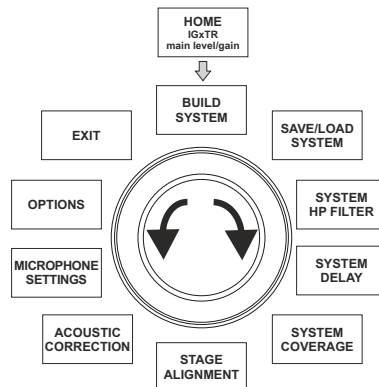 HOME
IGxTR
main level/gain
BUILD
SYSTEM
EXIT
SAVE/LOAD
SYSTEM
OPTIONS
SYSTEM
HP FILTER
MICROPHONE
SETTINGS
SYSTEM
DELAY
ACOUSTIC
CORRECTION
STAGE
ALIGNMENT
SYSTEM
COVERAGE